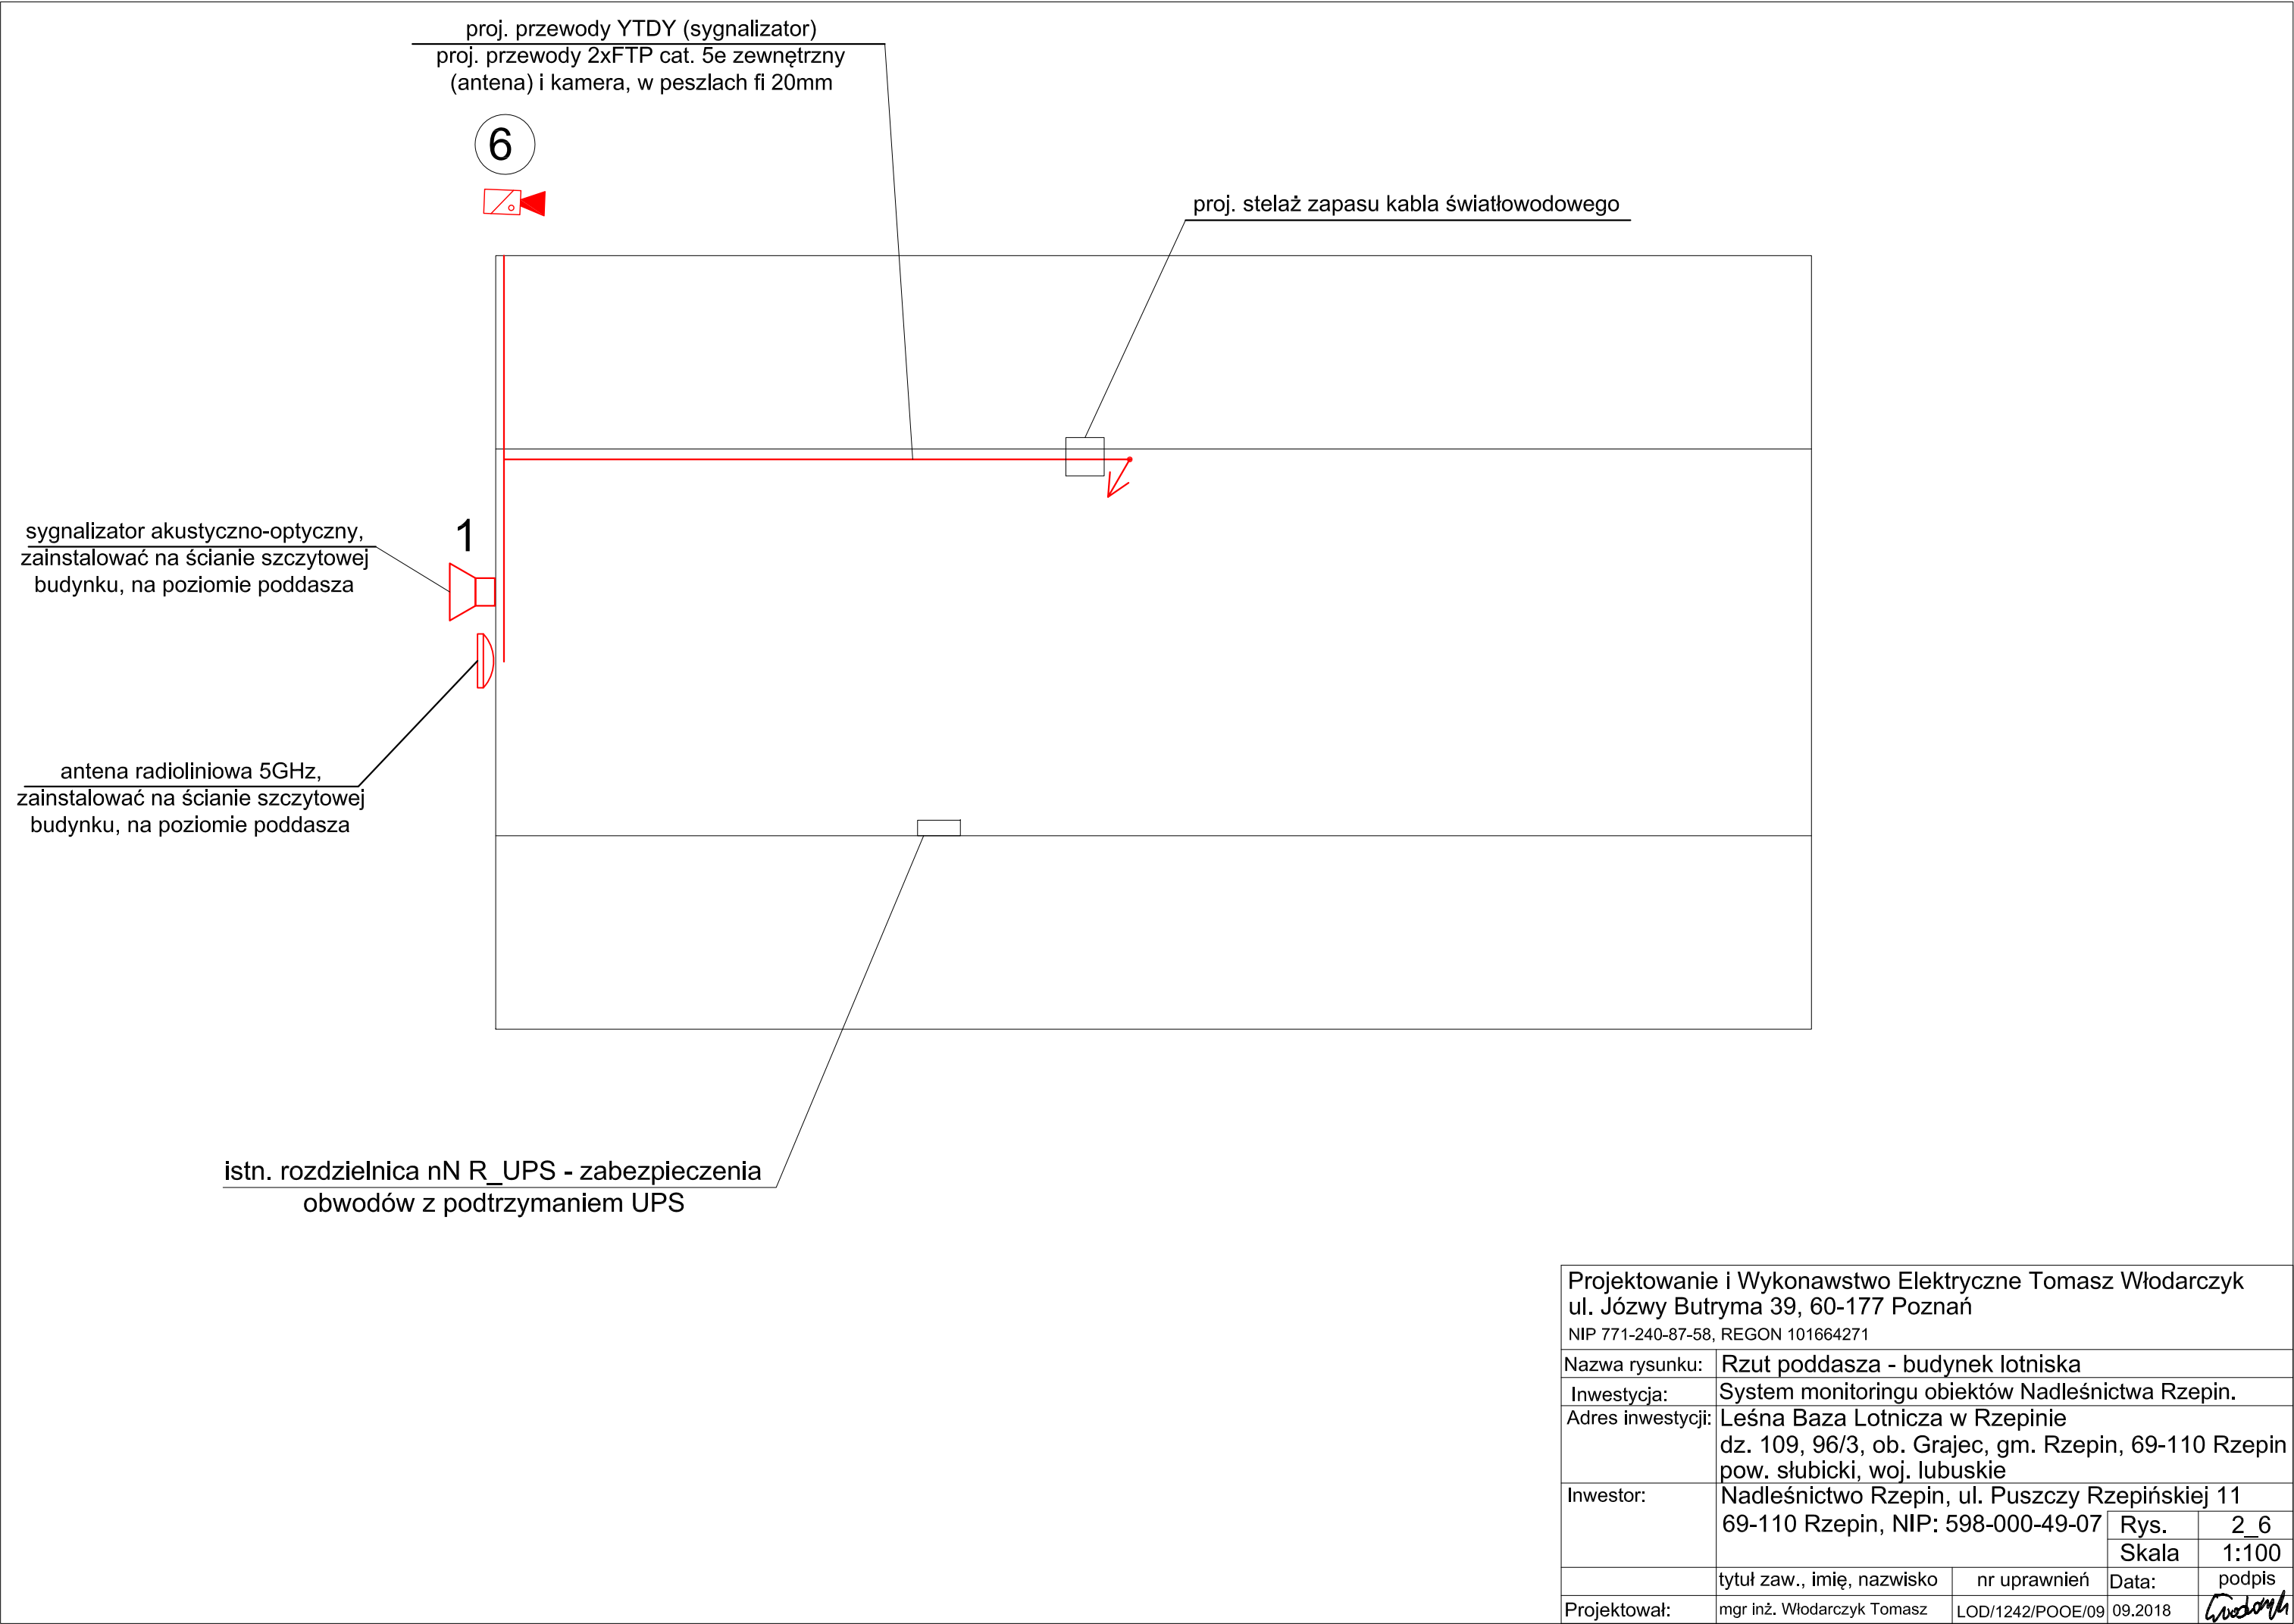 proj. przewody YTDY (sygnalizator)
proj. przewody 2xFTP cat. 5e zewnętrzny
(antena) i kamera, w peszlach fi 20mm
6
proj. stelaż zapasu kabla światłowodowego
1
sygnalizator akustyczno-optyczny,
zainstalować na ścianie szczytowej
budynku, na poziomie poddasza
antena radioliniowa 5GHz,
zainstalować na ścianie szczytowej
budynku, na poziomie poddasza
istn. rozdzielnica nN R_UPS - zabezpieczenia
obwodów z podtrzymaniem UPS
Projektowanie i Wykonawstwo Elektryczne Tomasz Włodarczyk
ul. Józwy Butryma 39, 60-177 Poznań
NIP 771-240-87-58, REGON 101664271
Nazwa rysunku: Rzut poddasza - budynek lotniska
Inwestycja: System monitoringu obiektów Nadleśnictwa Rzepin.
Adres inwestycji: Leśna Baza Lotnicza w Rzepinie
dz. 109, 96/3, ob. Grajec, gm. Rzepin, 69-110 Rzepin
pow. słubicki, woj. lubuskie
Inwestor: Nadleśnictwo Rzepin, ul. Puszczy Rzepińskiej 11
69-110 Rzepin, NIP: 598-000-49-07 Rys. 2_6
Skala 1:100
tytuł zaw., imię, nazwisko nr uprawnień Data: podpis
Projektował: mgr inż. Włodarczyk Tomasz LOD/1242/POOE/09 09.2018